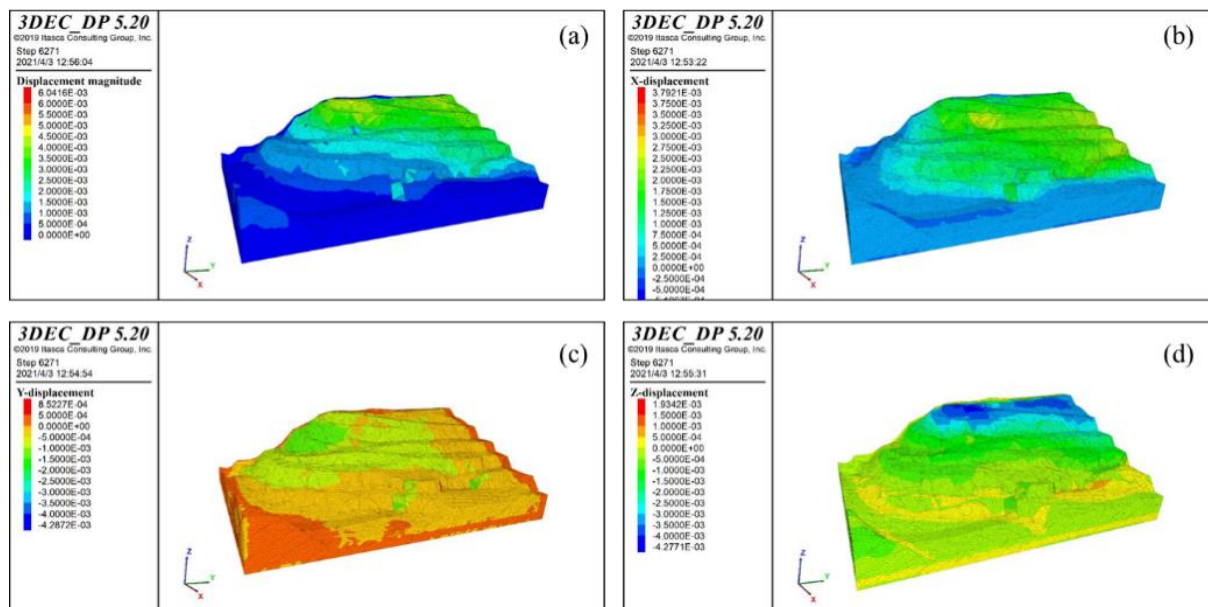 3DEC_DP 5.20
©2019 Itasca Consulting Group, Inc.
Step 6271
2021/4/3 12:56:04
Displacement magnitude
6.0416E-03
6.0000E-03
5.5000E-03
5.0000E-03
4.5000E-03
4.0000E-03
3.5000E-03
3.0000E-03
2.5000E-03
2.0000E-03
1.5000E-03
1.0000E-03
5.0000E-04
0.0000E+00
(a)
Z
Y
X
3DEC_DP 5.20
©2019 Itasca Consulting Group, Inc.
Step 6271
2021/4/3 12:53:22
X-displacement
3.7921E-03
3.7500E-03
3.5000E-03
3.2500E-03
3.0000E-03
2.7500E-03
2.5000E-03
2.2500E-03
2.0000E-03
1.7500E-03
1.5000E-03
1.2500E-03
1.0000E-03
7.5000E-04
5.0000E-04
2.5000E-04
0.0000E+00
-2.5000E-04
-5.0000E-04
(b)
Z
Y
X
3DEC_DP 5.20
©2019 Itasca Consulting Group, Inc.
Step 6271
2021/4/3 12:54:54
Y-displacement
8.5227E-04
5.0000E-04
0.0000E+00
-5.0000E-04
-1.0000E-03
-1.5000E-03
-2.0000E-03
-2.5000E-03
-3.0000E-03
-3.5000E-03
-4.0000E-03
-4.2872E-03
(c)
Z
Y
X
3DEC_DP 5.20
©2019 Itasca Consulting Group, Inc.
Step 6271
2021/4/3 12:55:31
Z-displacement
1.9342E-03
1.5000E-03
1.0000E-03
5.0000E-04
0.0000E+00
-5.0000E-04
-1.0000E-03
-1.5000E-03
-2.0000E-03
-2.5000E-03
-3.0000E-03
-3.5000E-03
-4.0000E-03
-4.2771E-03
(d)
Z
Y
X